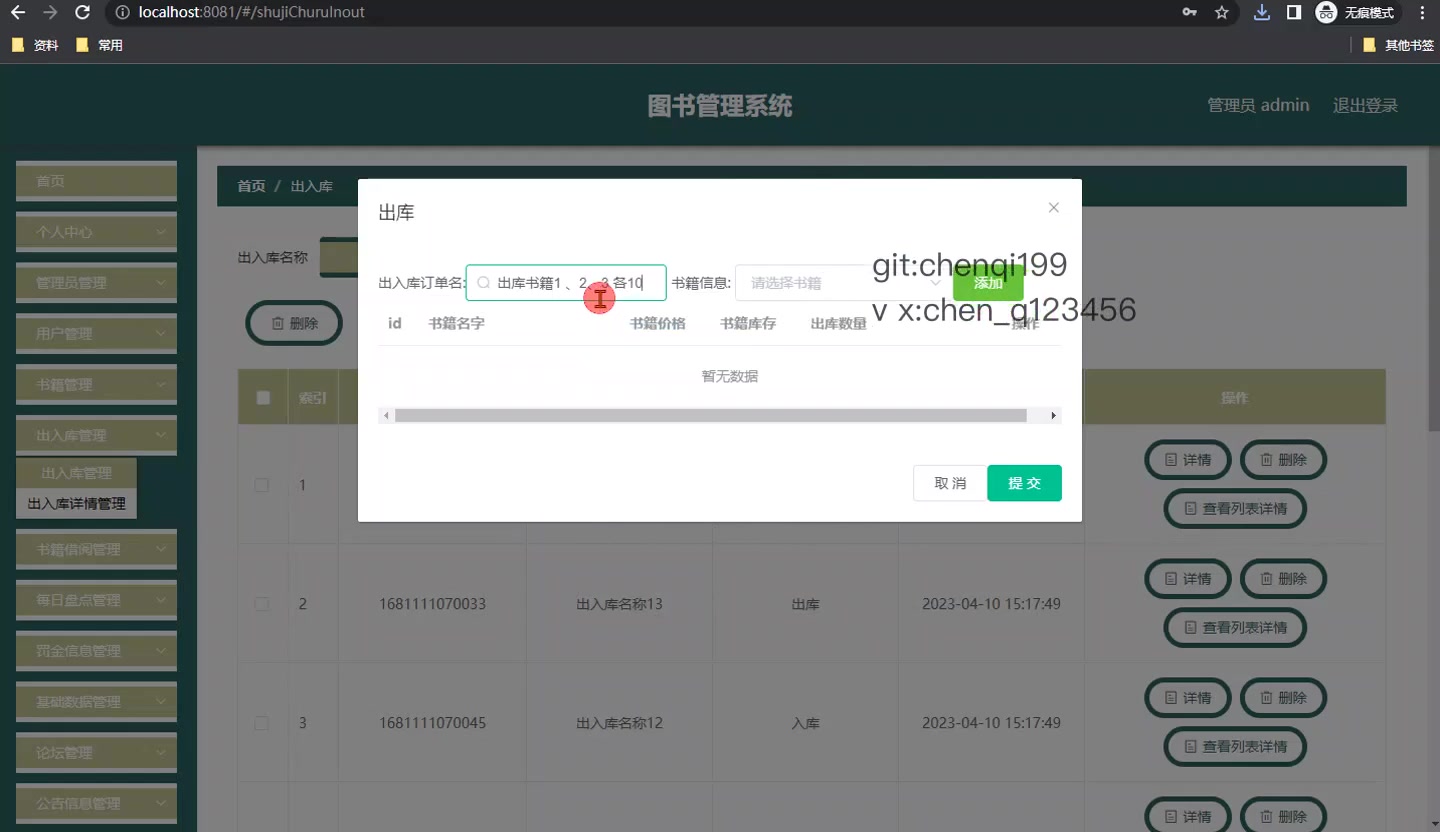 localhost:8081/#/shujiChuruInout
无痕模式
资料
常用
其他书签
图书管理系统
管理员 admin
退出登录
首页
个人中心
管理员管理
用户管理
书籍管理
出入库管理
出入库管理
出入库详情管理
书籍借阅管理
每日盘点管理
罚金信息管理
基础数据管理
论坛管理
公告信息管理
首页 / 出入库
出入库名称
删除
出库
出入库订单名: 出库书籍1、2、3 各10 书籍信息: 请选择书籍 添加
git:chenqi199
v x:chen_q123456
id 书籍名字 书籍价格 书籍库存 出库数量 操作
暂无数据
取 消 提 交
索引 操作
1 详情 删除
查看列表详情
2 1681111070033 出入库名称13 出库 2023-04-10 15:17:49 详情 删除
查看列表详情
3 1681111070045 出入库名称12 入库 2023-04-10 15:17:49 详情 删除
查看列表详情
详情 删除